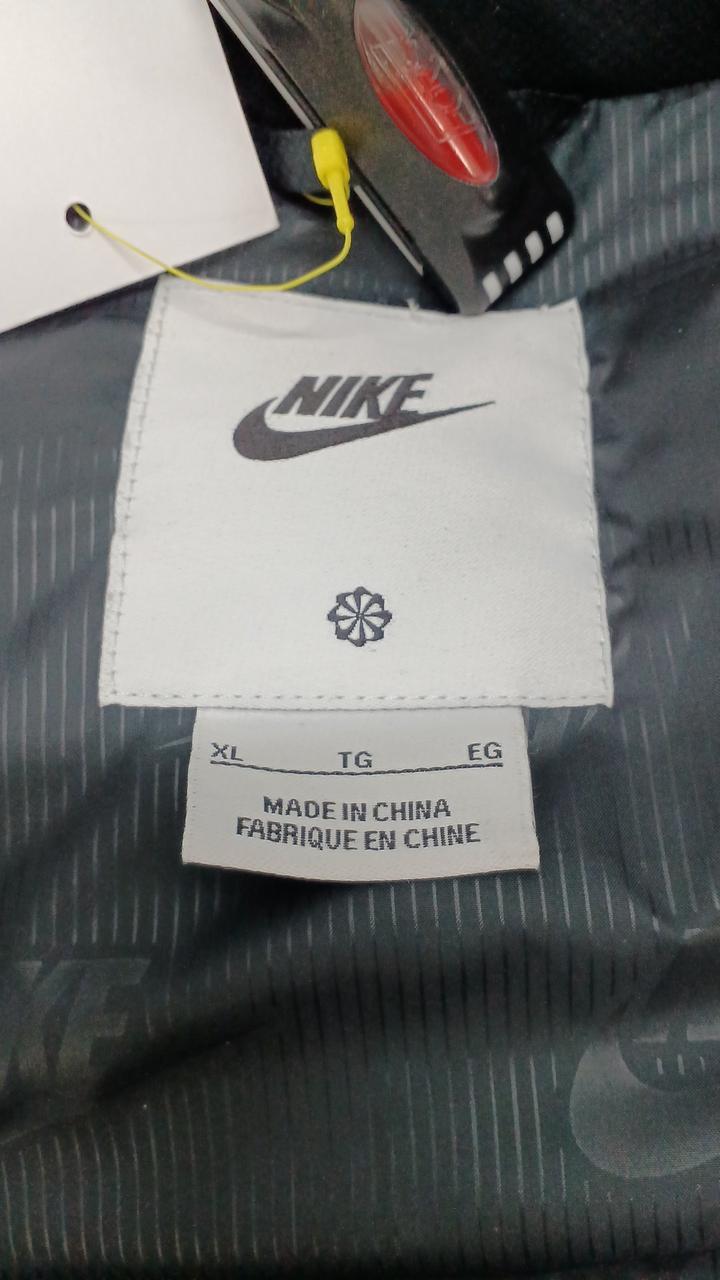 NIKE
XL TG EG
MADE IN CHINA
FABRIQUE EN CHINE